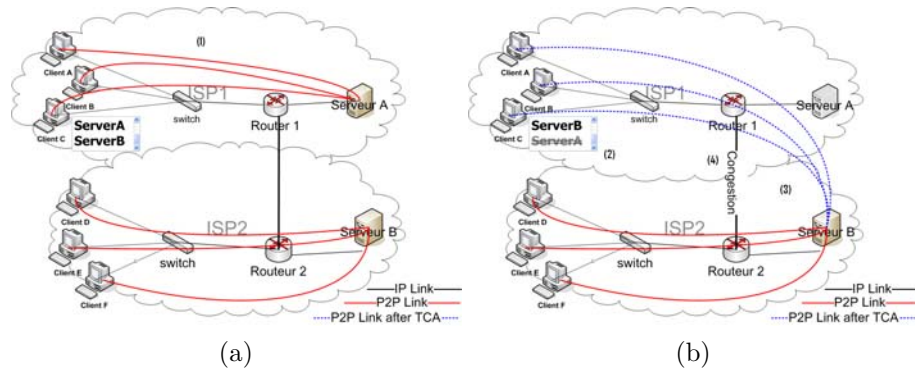 (1)
Client A
ISP1
Serveur A
Client B
switch
Router 1
Client C
ServerA
ServerB
Client D
ISP2
Serveur B
Client E
switch
Routeur 2
Client F
IP Link
P2P Link
P2P Link after TCA
(a)
Client A
ISP1
Serveur A
Client B
switch
Router 1
Client C
ServerB
ServerA
(2)
(4)
Congestion
(3)
Client D
ISP2
Serveur B
Client E
switch
Routeur 2
Client F
IP Link
P2P Link
P2P Link after TCA
(b)